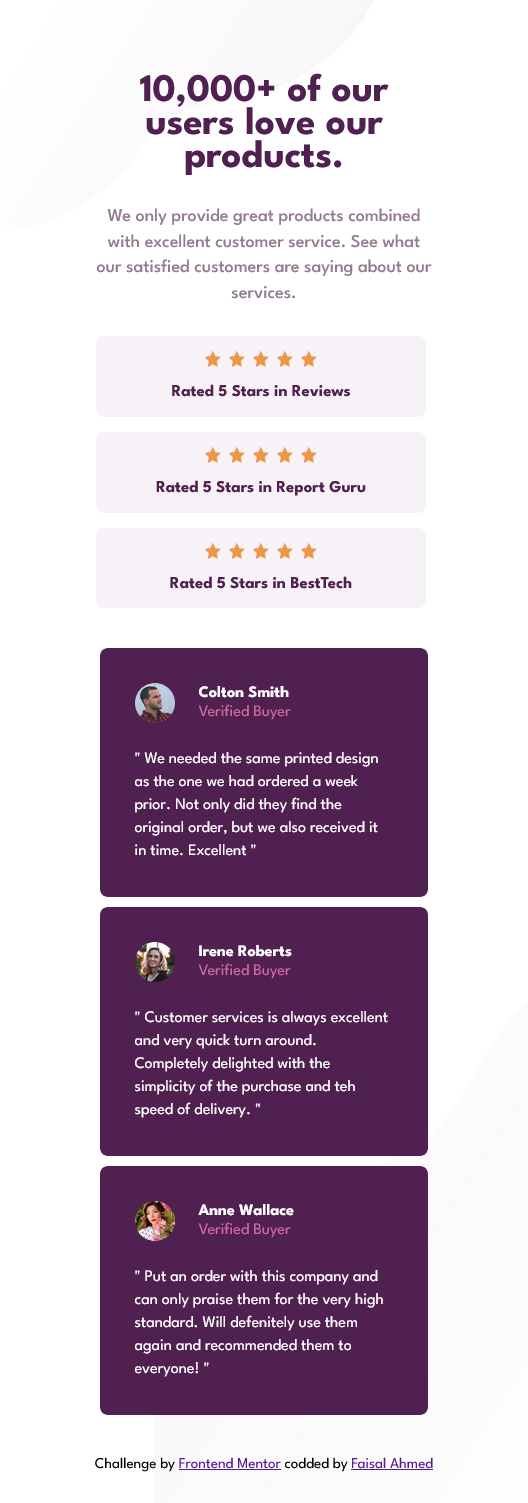 10,000+ of our
users love our
products.
We only provide great products combined
with excellent customer service. See what
our satisfied customers are saying about our
services.
Rated 5 Stars in Reviews
Rated 5 Stars in Report Guru
Rated 5 Stars in BestTech
Colton Smith
Verified Buyer
" We needed the same printed design
as the one we had ordered a week
prior. Not only did they find the
original order, but we also received it
in time. Excellent "
Irene Roberts
Verified Buyer
" Customer services is always excellent
and very quick turn around.
Completely delighted with the
simplicity of the purchase and teh
speed of delivery. "
Anne Wallace
Verified Buyer
" Put an order with this company and
can only praise them for the very high
standard. Will defenitely use them
again and recommended them to
everyone! "
Challenge by Frontend Mentor codded by Faisal Ahmed